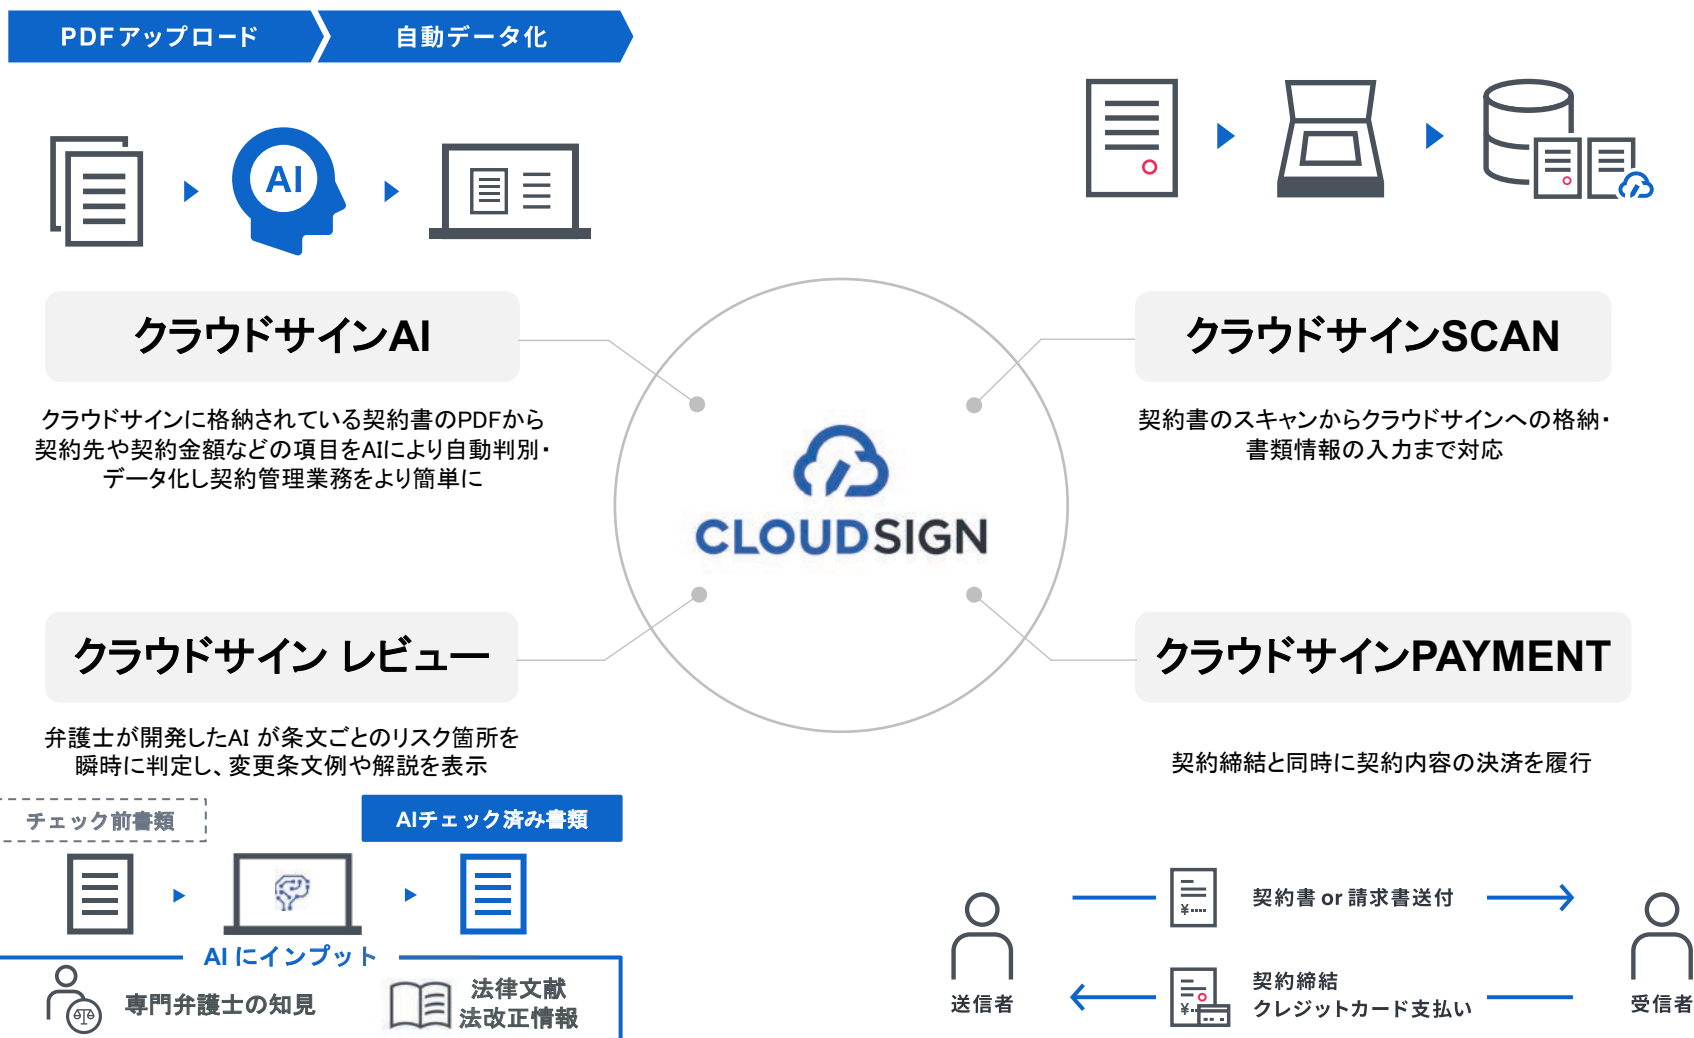 PDFアップロード
自動データ化
AI
クラウドサインAI
クラウドサインに格納されている契約書のPDFから
契約先や契約金額などの項目をAIにより自動判別・
データ化し契約管理業務をより簡単に
クラウドサインSCAN
契約書のスキャンからクラウドサインへの格納・
書類情報の入力まで対応
CLOUDSIGN
クラウドサイン レビュー
弁護士が開発したAI が条文ごとのリスク箇所を
瞬時に判定し、変更条文例や解説を表示
チェック前書類
AIチェック済み書類
AI にインプット
専門弁護士の知見
法律文献
法改正情報
クラウドサインPAYMENT
契約締結と同時に契約内容の決済を履行
¥
契約書 or 請求書送付
¥
契約締結
クレジットカード支払い
送信者
受信者